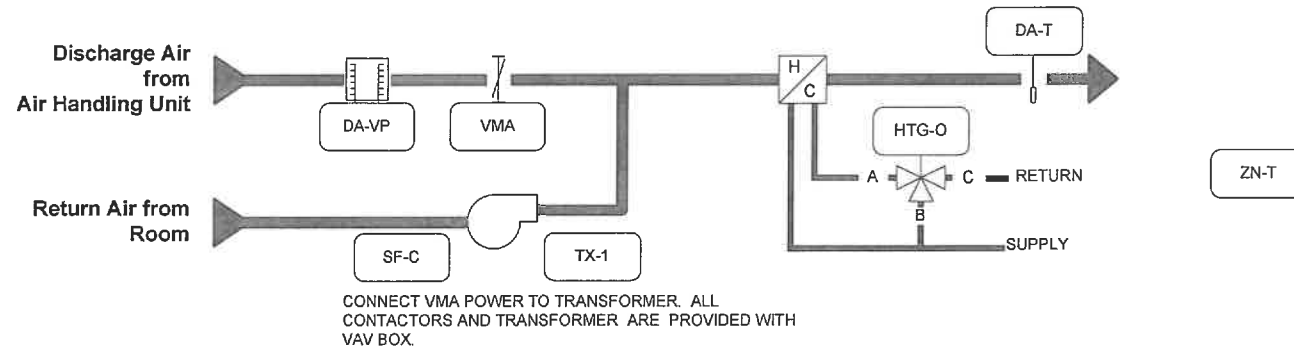 DA-T
Discharge Air
from
Air Handling Unit
H
C
DA-VP
VMA
HTG-O
A
C
RETURN
ZN-T
B
Return Air from
Room
SUPPLY
SF-C
TX-1
CONNECT VMA POWER TO TRANSFORMER. ALL
CONTACTORS AND TRANSFORMER ARE PROVIDED WITH
VAV BOX.